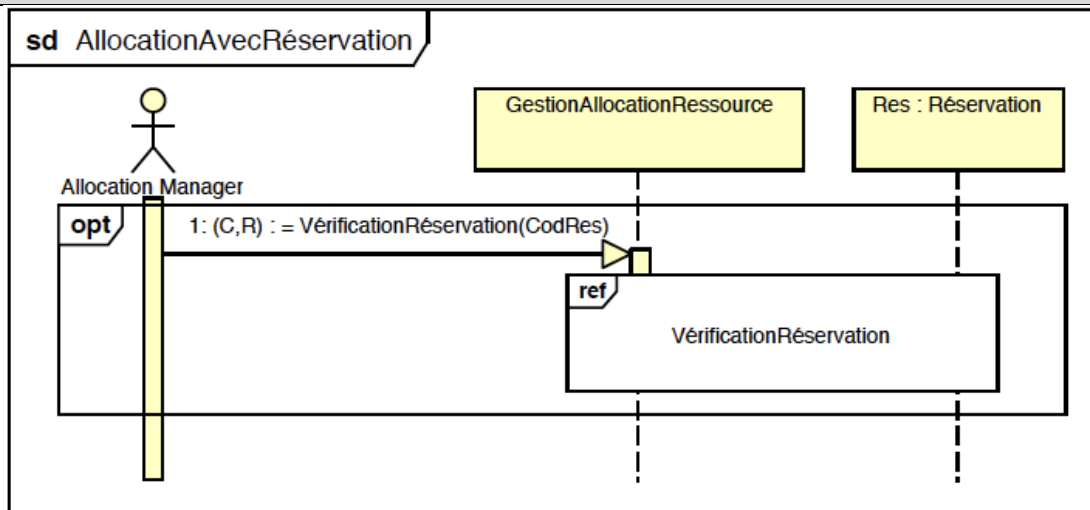 sd AllocationAvecRéservation
GestionAllocationRessource
Res : Réservation
Allocation Manager
opt
1: (C,R) : = VérificationRéservation(CodRes)
ref
VérificationRéservation